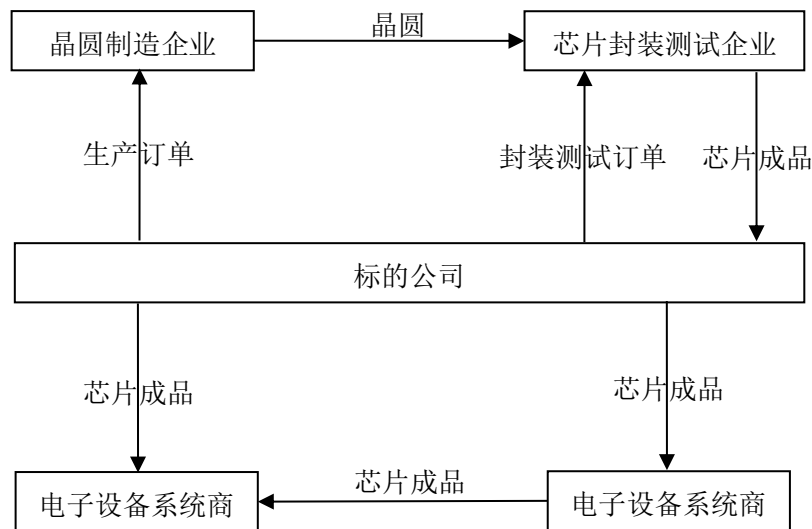 晶圆
晶圆制造企业
芯片封装测试企业
生产订单
封装测试订单
芯片成品
标的公司
芯片成品
芯片成品
芯片成品
电子设备系统商
电子设备系统商